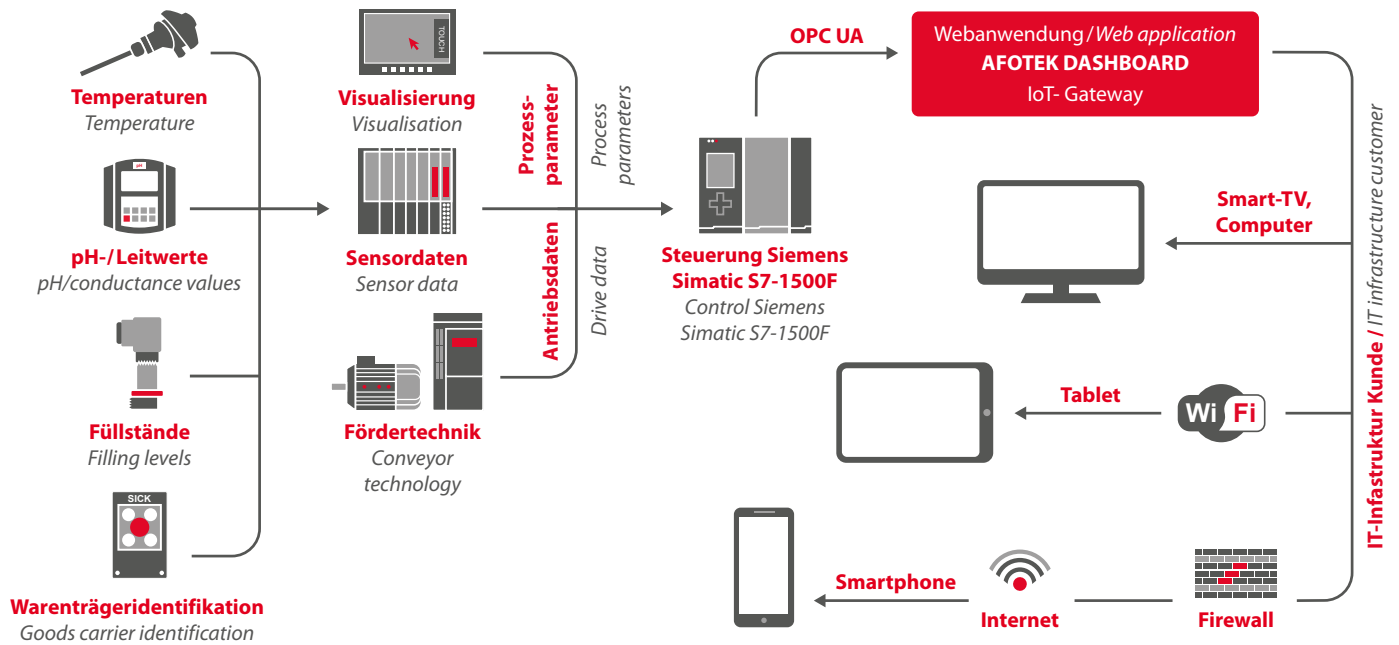 Temperaturen
Temperature
pH
pH-/Leitwerte
pH/conductance values
Füllstände
Filling levels
SICK
Warenträgeridentifikation
Goods carrier identification
TOUCH
Visualisierung
Visualisation
Sensordaten
Sensor data
Fördertechnik
Conveyor
technology
Prozess-
parameter
Process
parameters
Antriebsdaten
Drive data
Steuerung Siemens
Simatic S7-1500F
Control Siemens
Simatic S7-1500F
OPC UA
Webanwendung/Web application
AFOTEK DASHBOARD
IoT- Gateway
Smart-TV,
Computer
Tablet
Wi Fi
Smartphone
Internet
Firewall
IT-Infastruktur Kunde / IT infrastructure customer